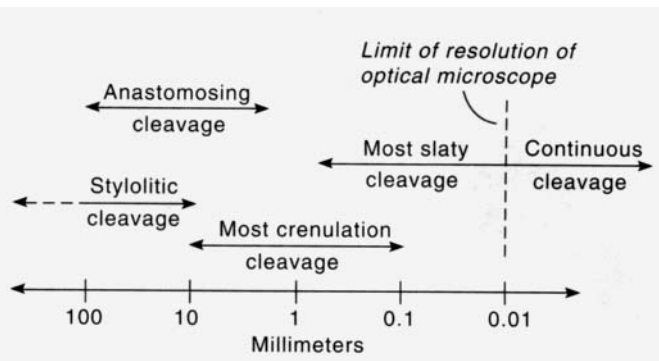 Limit of resolution of
optical microscope
Anastomosing
cleavage
Most slaty
cleavage
Continuous
cleavage
Stylolitic
cleavage
Most crenulation
cleavage
100 10 1 0.1 0.01
Millimeters